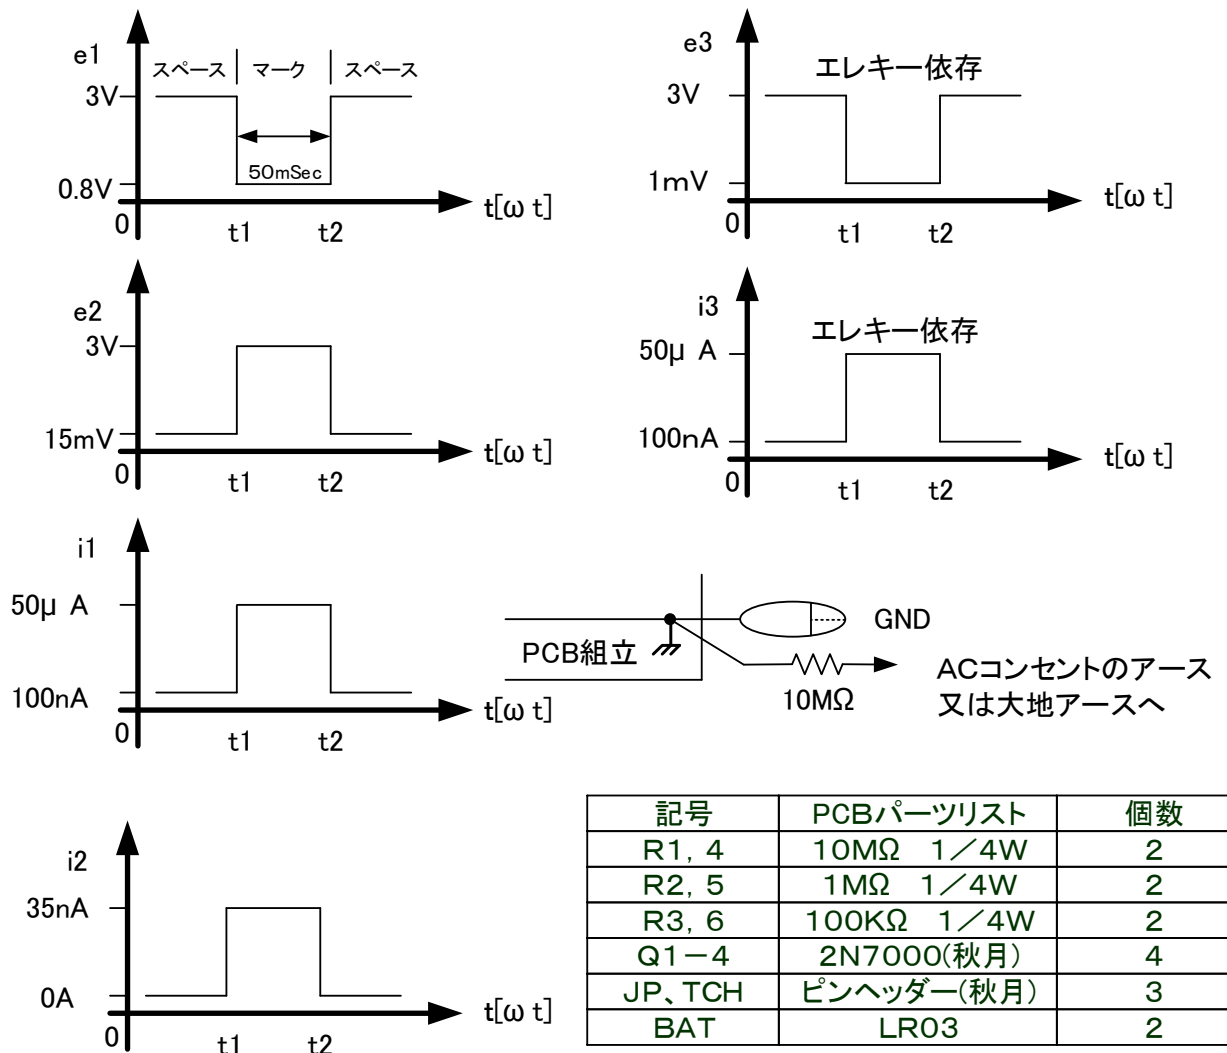 e1
スペース
マーク
スペース
3V
50mSec
0.8V
0
t1
t2
t[ω t]
e3
エレキー依存
3V
1mV
0
t1
t2
t[ω t]
e2
3V
15mV
0
t1
t2
t[ω t]
i3
エレキー依存
50μ A
100nA
0
t1
t2
t[ω t]
i1
50μ A
100nA
0
t1
t2
t[ω t]
PCB組立
GND
10MΩ
ACコンセントのアース
又は大地アースへ
i2
35nA
0A
0
t1
t2
t[ω t]
記号 PCBパーツリスト 個数
R1, 4 10MΩ 1/4W 2
R2, 5 1MΩ 1/4W 2
R3, 6 100KΩ 1/4W 2
Q1-4 2N7000(秋月) 4
JP、TCH ピンヘッダー(秋月) 3
BAT LR03 2